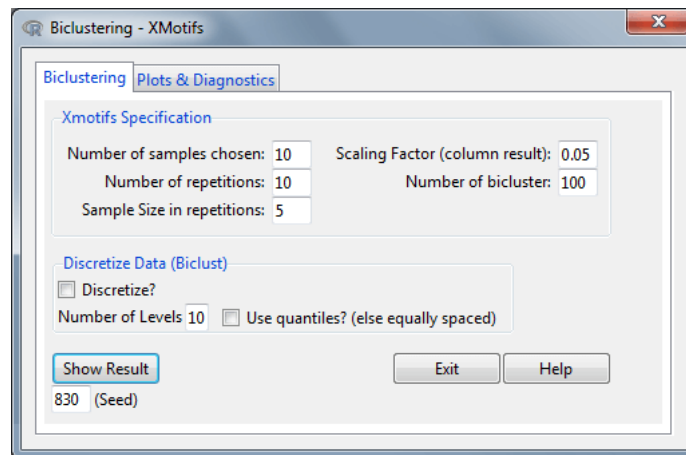 Biclustering - XMotifs
Biclustering Plots & Diagnostics
Xmotifs Specification
Number of samples chosen: 10 Scaling Factor (column result): 0.05
Number of repetitions: 10 Number of bicluster: 100
Sample Size in repetitions: 5
Discretize Data (Biclust)
Discretize?
Number of Levels 10 Use quantiles? (else equally spaced)
Show Result Exit Help
830 (Seed)